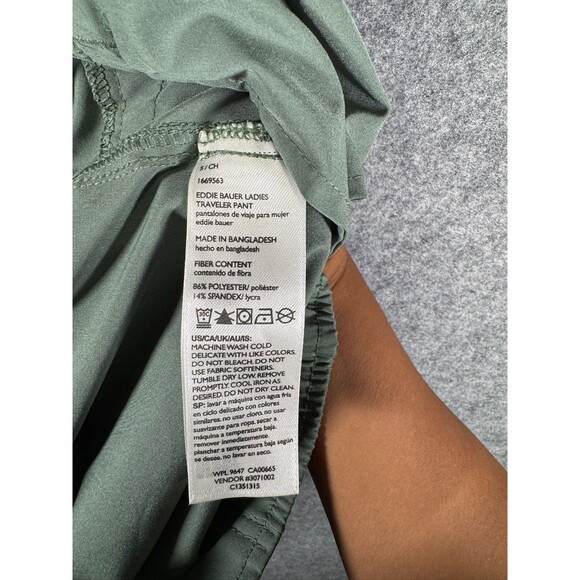 S / CH
1669563
EDDIE BAUER LADIES
TRAVELER PANT
pantalones de viaje para mujer
eddie bauer
MADE IN BANGLADESH
hecho en bangladesh
FIBER CONTENT
contenido de fibra
86% POLYESTER/ poliéster
14% SPANDEX/ lycra
30C
US/CA/UK/AU/IS:
MACHINE WASH COLD
DELICATE WITH LIKE COLORS.
DO NOT BLEACH. DO NOT
USE FABRIC SOFTENERS.
TUMBLE DRY LOW. REMOVE
PROMPTLY. COOL IRON AS
DESIRED. DO NOT DRY CLEAN.
SP: lavar a máquina con agua fria
en ciclo delicado con colores
similares. no usar cloro. no usar
suavizante para ropa. secar a
máquina a temperatura baja.
remover inmediatamente.
planchar a temperatura baja según
se desee. no lavar en seco.
WPL 9647 CA00665
VENDOR #3071002
C1351315